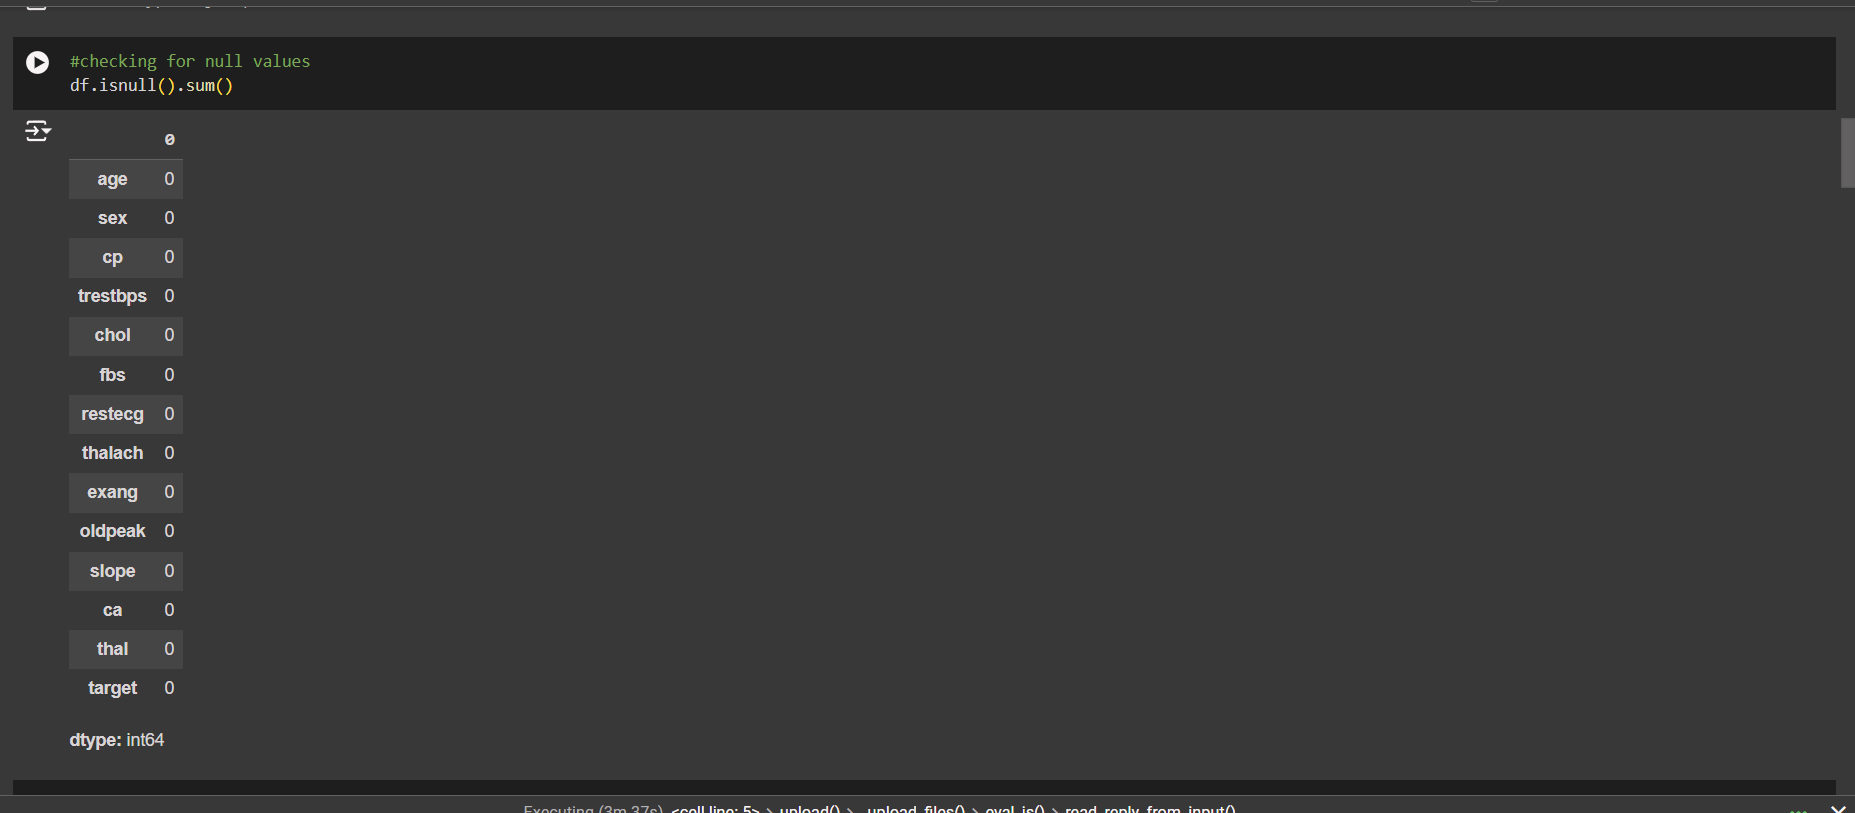 #checking for null values
df.isnull().sum()
0
age 0
sex 0
cp 0
trestbps 0
chol 0
fbs 0
restecg 0
thalach 0
exang 0
oldpeak 0
slope 0
ca 0
thal 0
target 0
dtype: int64
Executing (3m 37s) <cell line: 5> > upload() > _upload_files() > eval_js() > read_reply_from_input()